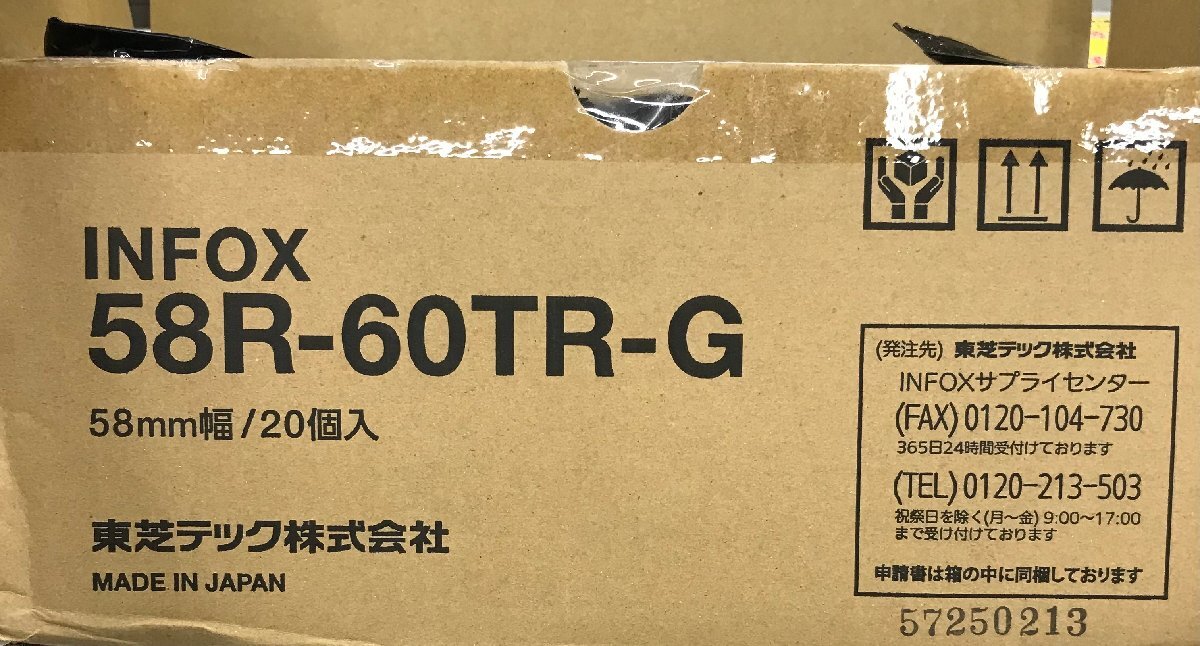 INFOX
58R-60TR-G
58mm幅/20個入
東芝テック株式会社
MADE IN JAPAN
(発注先) 東芝テック株式会社
INFOXサプライセンター
(FAX) 0120-104-730
365日24時間受付けております
(TEL) 0120-213-503
祝祭日を除く(月～金) 9:00～17:00
まで受け付けております
申請書は箱の中に同梱しております
57250213